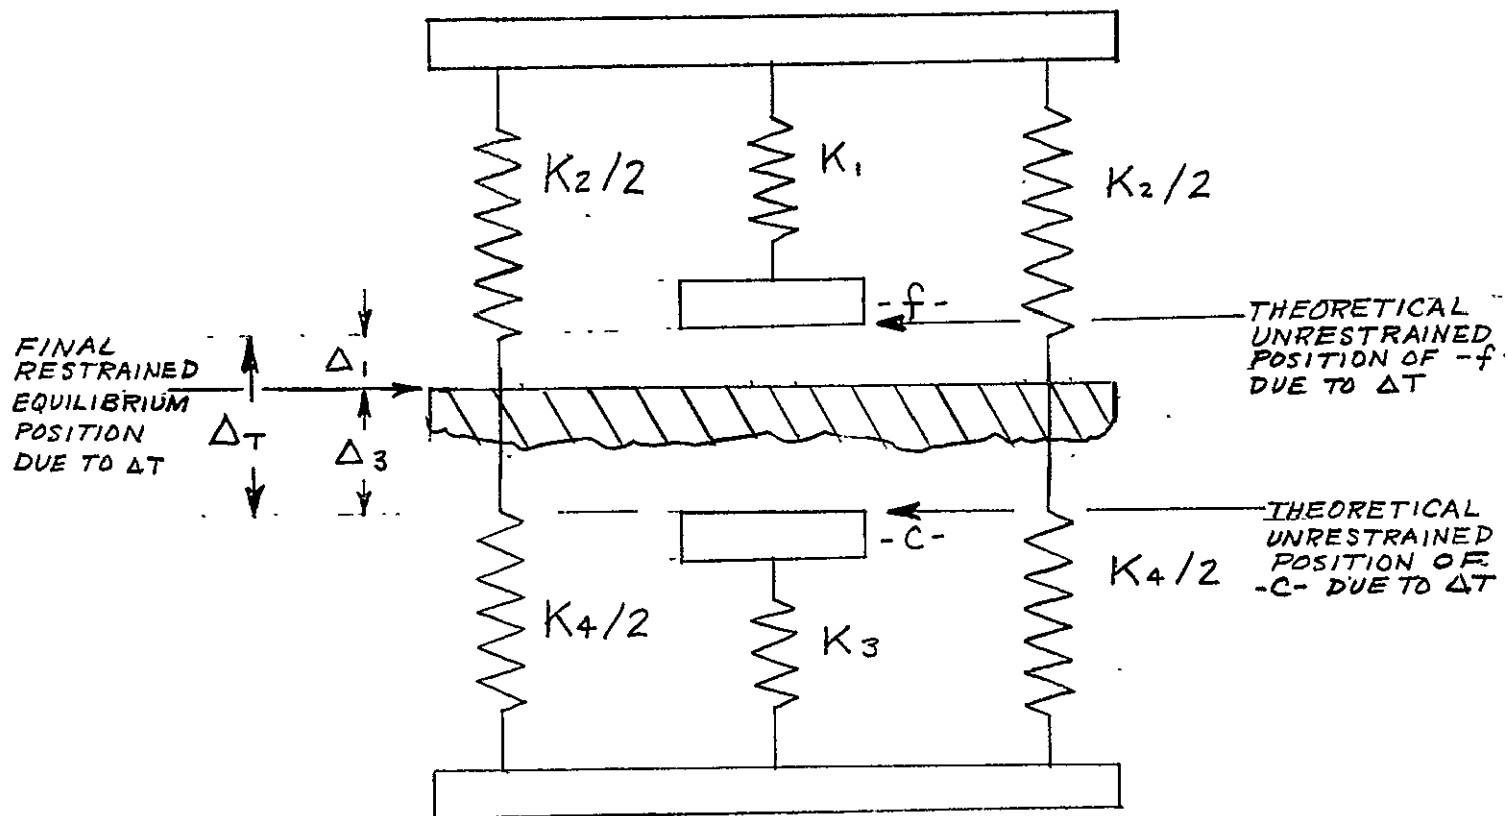 K₂/2
K₁
K₂/2
-f-
THEORETICAL
UNRESTRAINED
POSITION OF -f-
DUE TO ΔT
FINAL
RESTRAINED
EQUILIBRIUM
POSITION
DUE TO ΔT
Δ₁
Δ_T
Δ₃
-C-
THEORETICAL
UNRESTRAINED
POSITION OF
-C- DUE TO ΔT
K₄/2
K₃
K₄/2